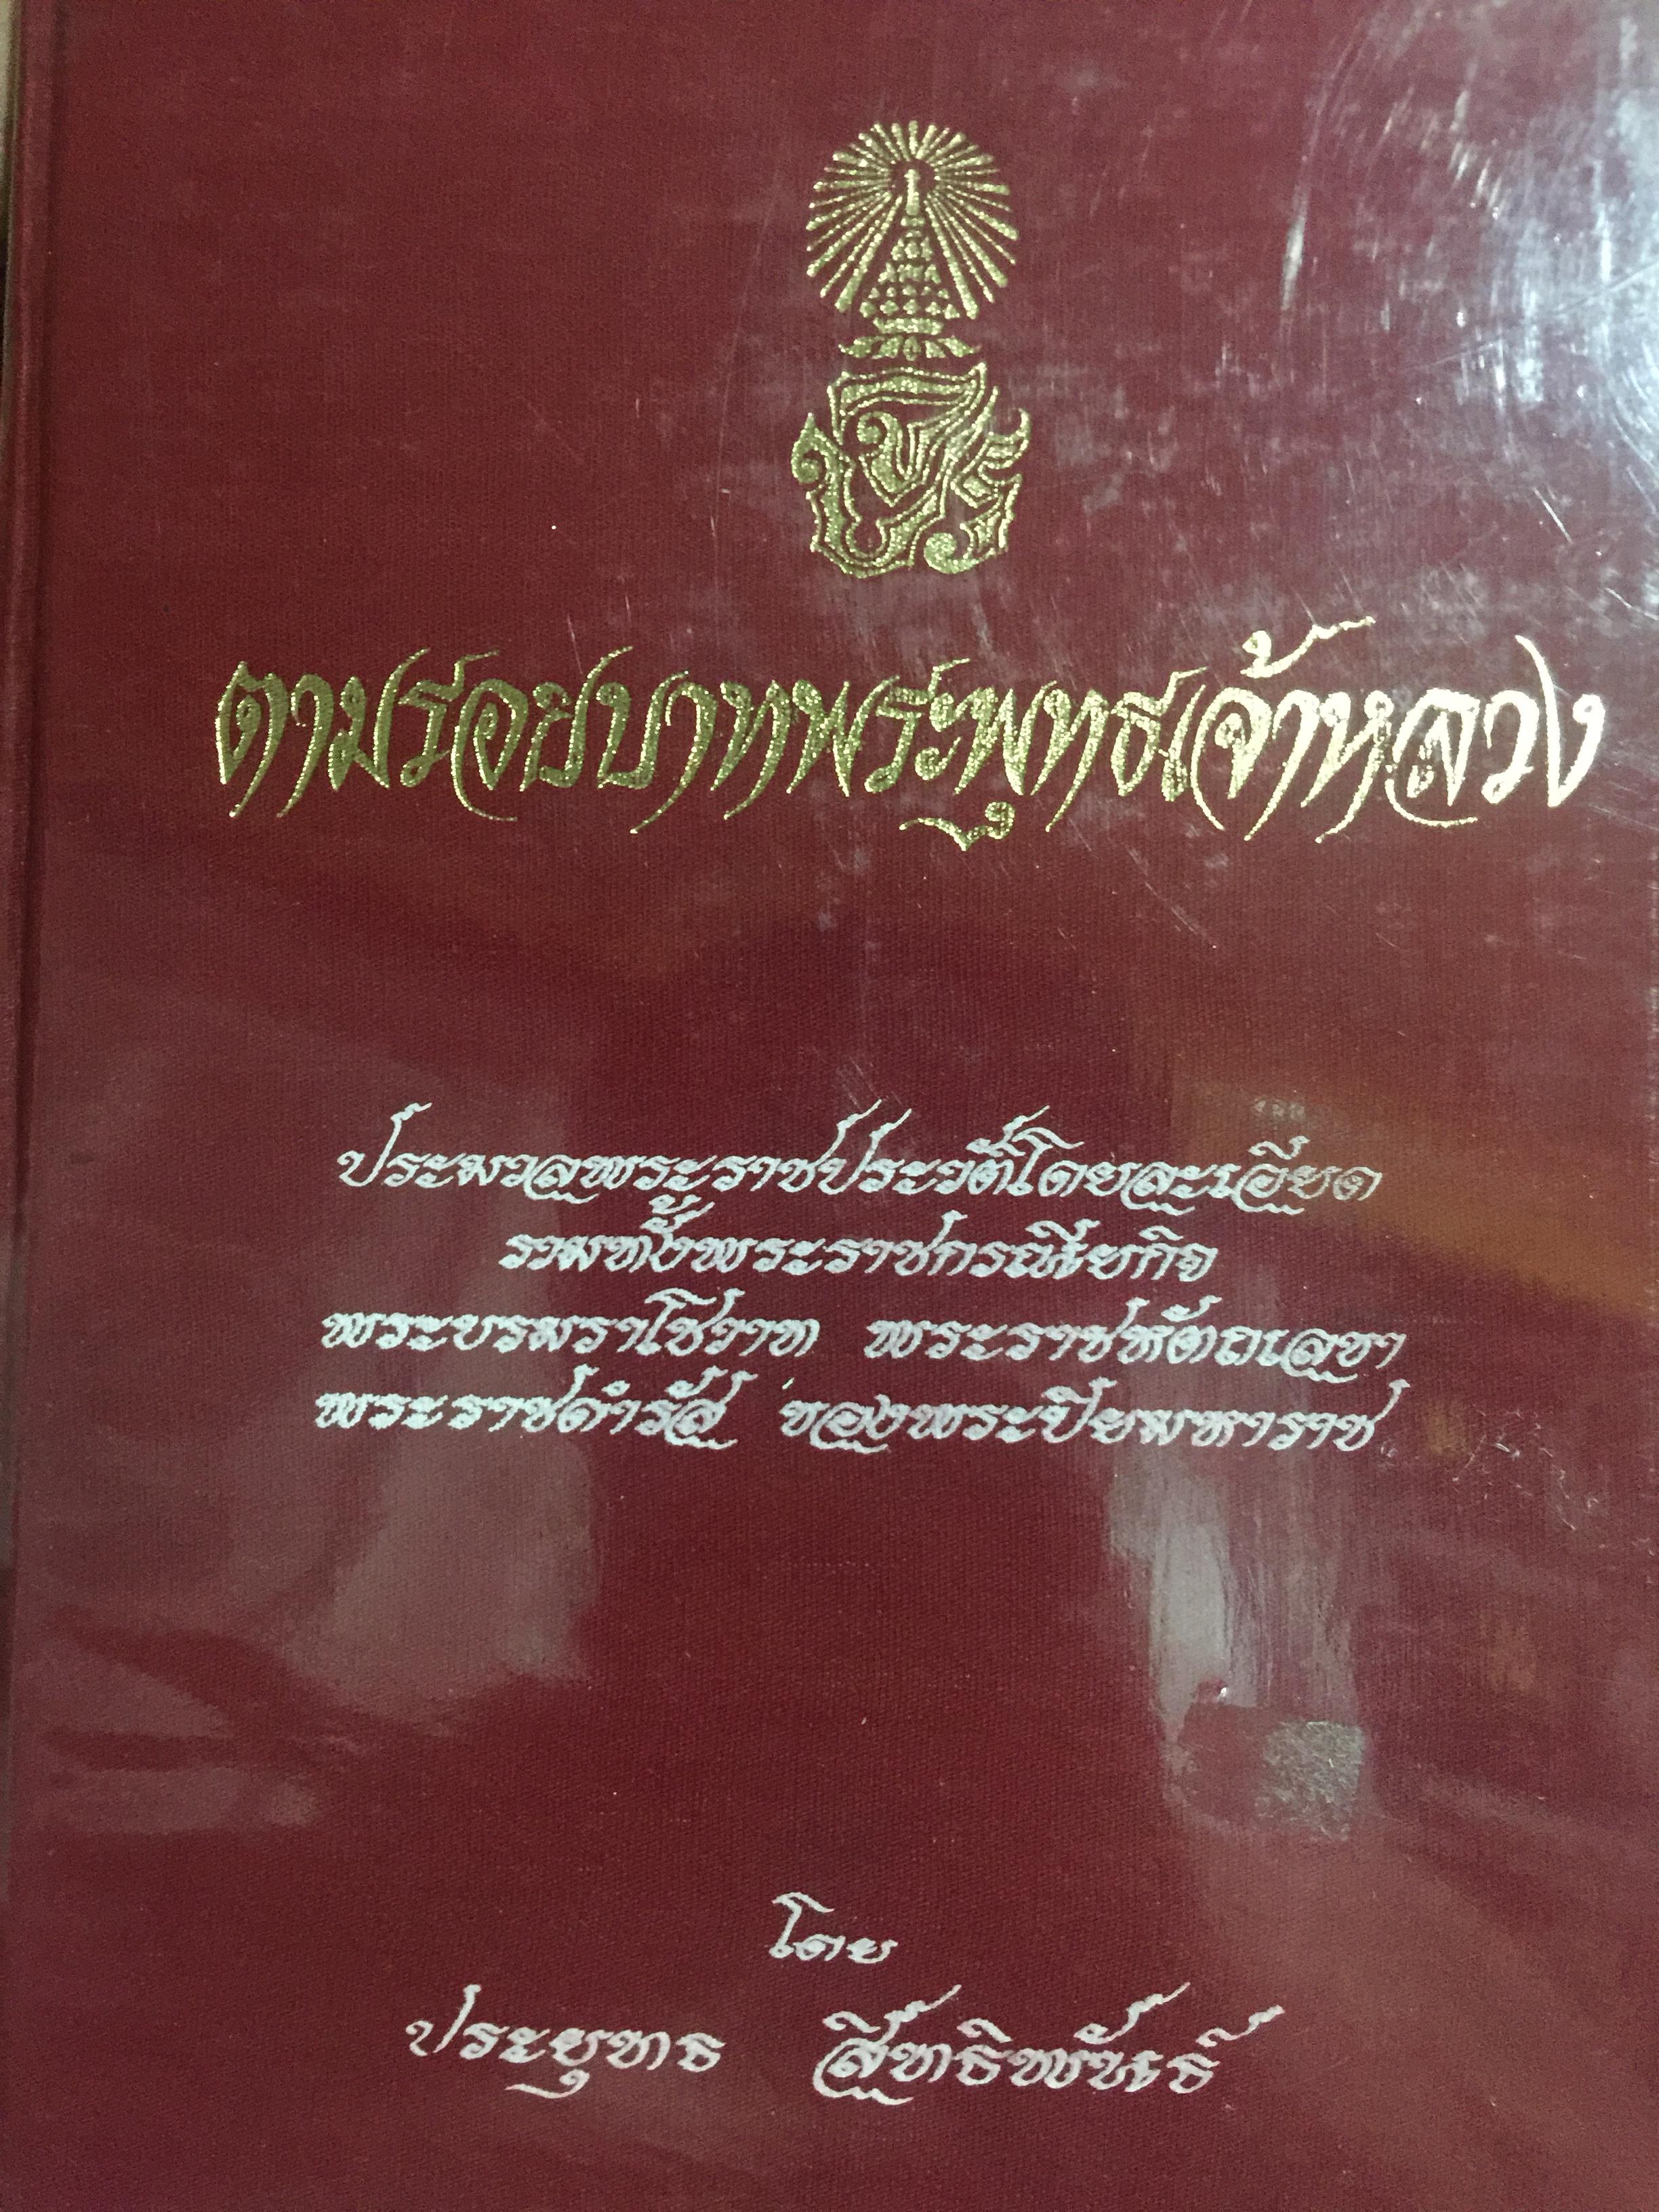 ตามรอยบาทพระพุทธเจ้าหลวง
ประมวลพระราชประวัติโดยละเอียด
รวมทั้งพระราชกรณียกิจ
พระบรมราโชวาท พระราชหัตถเลขา
พระราชดำรัส ของพระปิยมหาราช
โดย
ประยุทธ สิทธิพันธ์